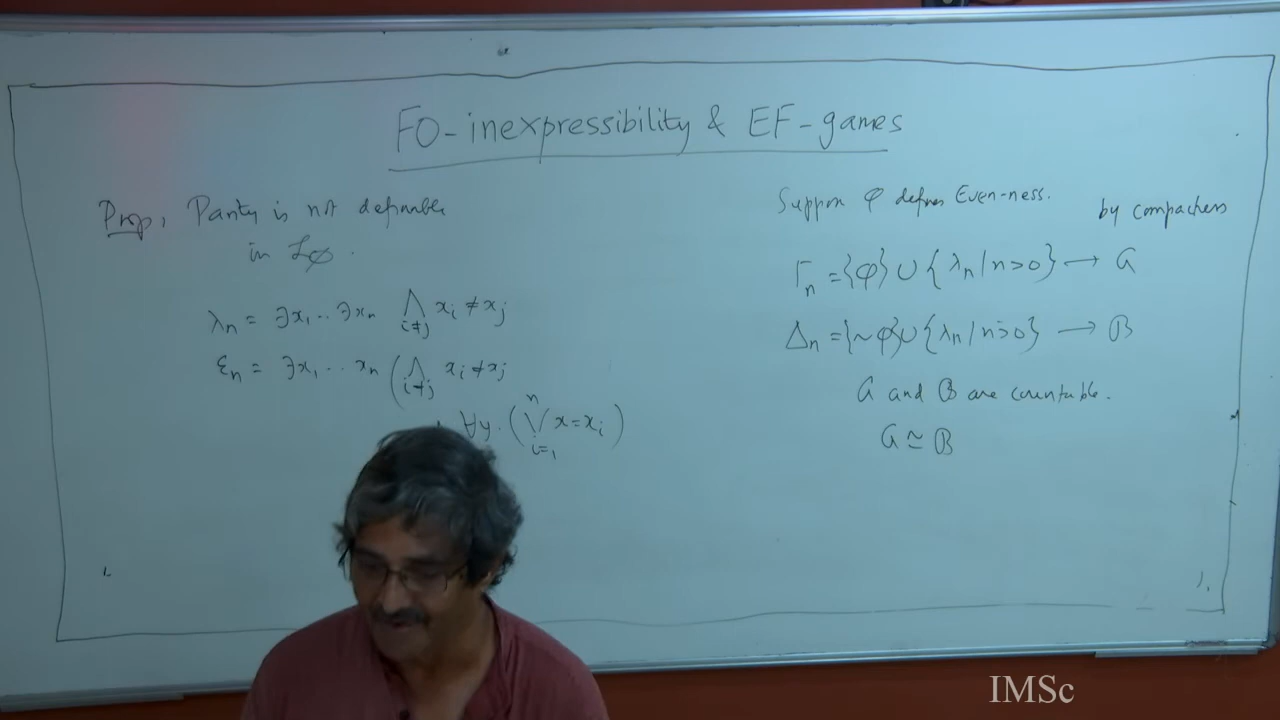 FO-inexpressibility & EF-games
Prop. Parity is not definable
in L∅.
λn = ∃x1 .. ∃xn ⋀i≠j xi ≠ xj
εn = ∃x1 .. xn ( ⋀i≠j xi ≠ xj
∀y. ( ⋁i=1n x = xi )
Suppose φ defines Even-ness.
by compactness
Γn = {φ} ∪ {λn | n>0} → G
Δn = {~φ} ∪ {λn | n>0} → B
G and B are countable.
G ≃ B
IMSc